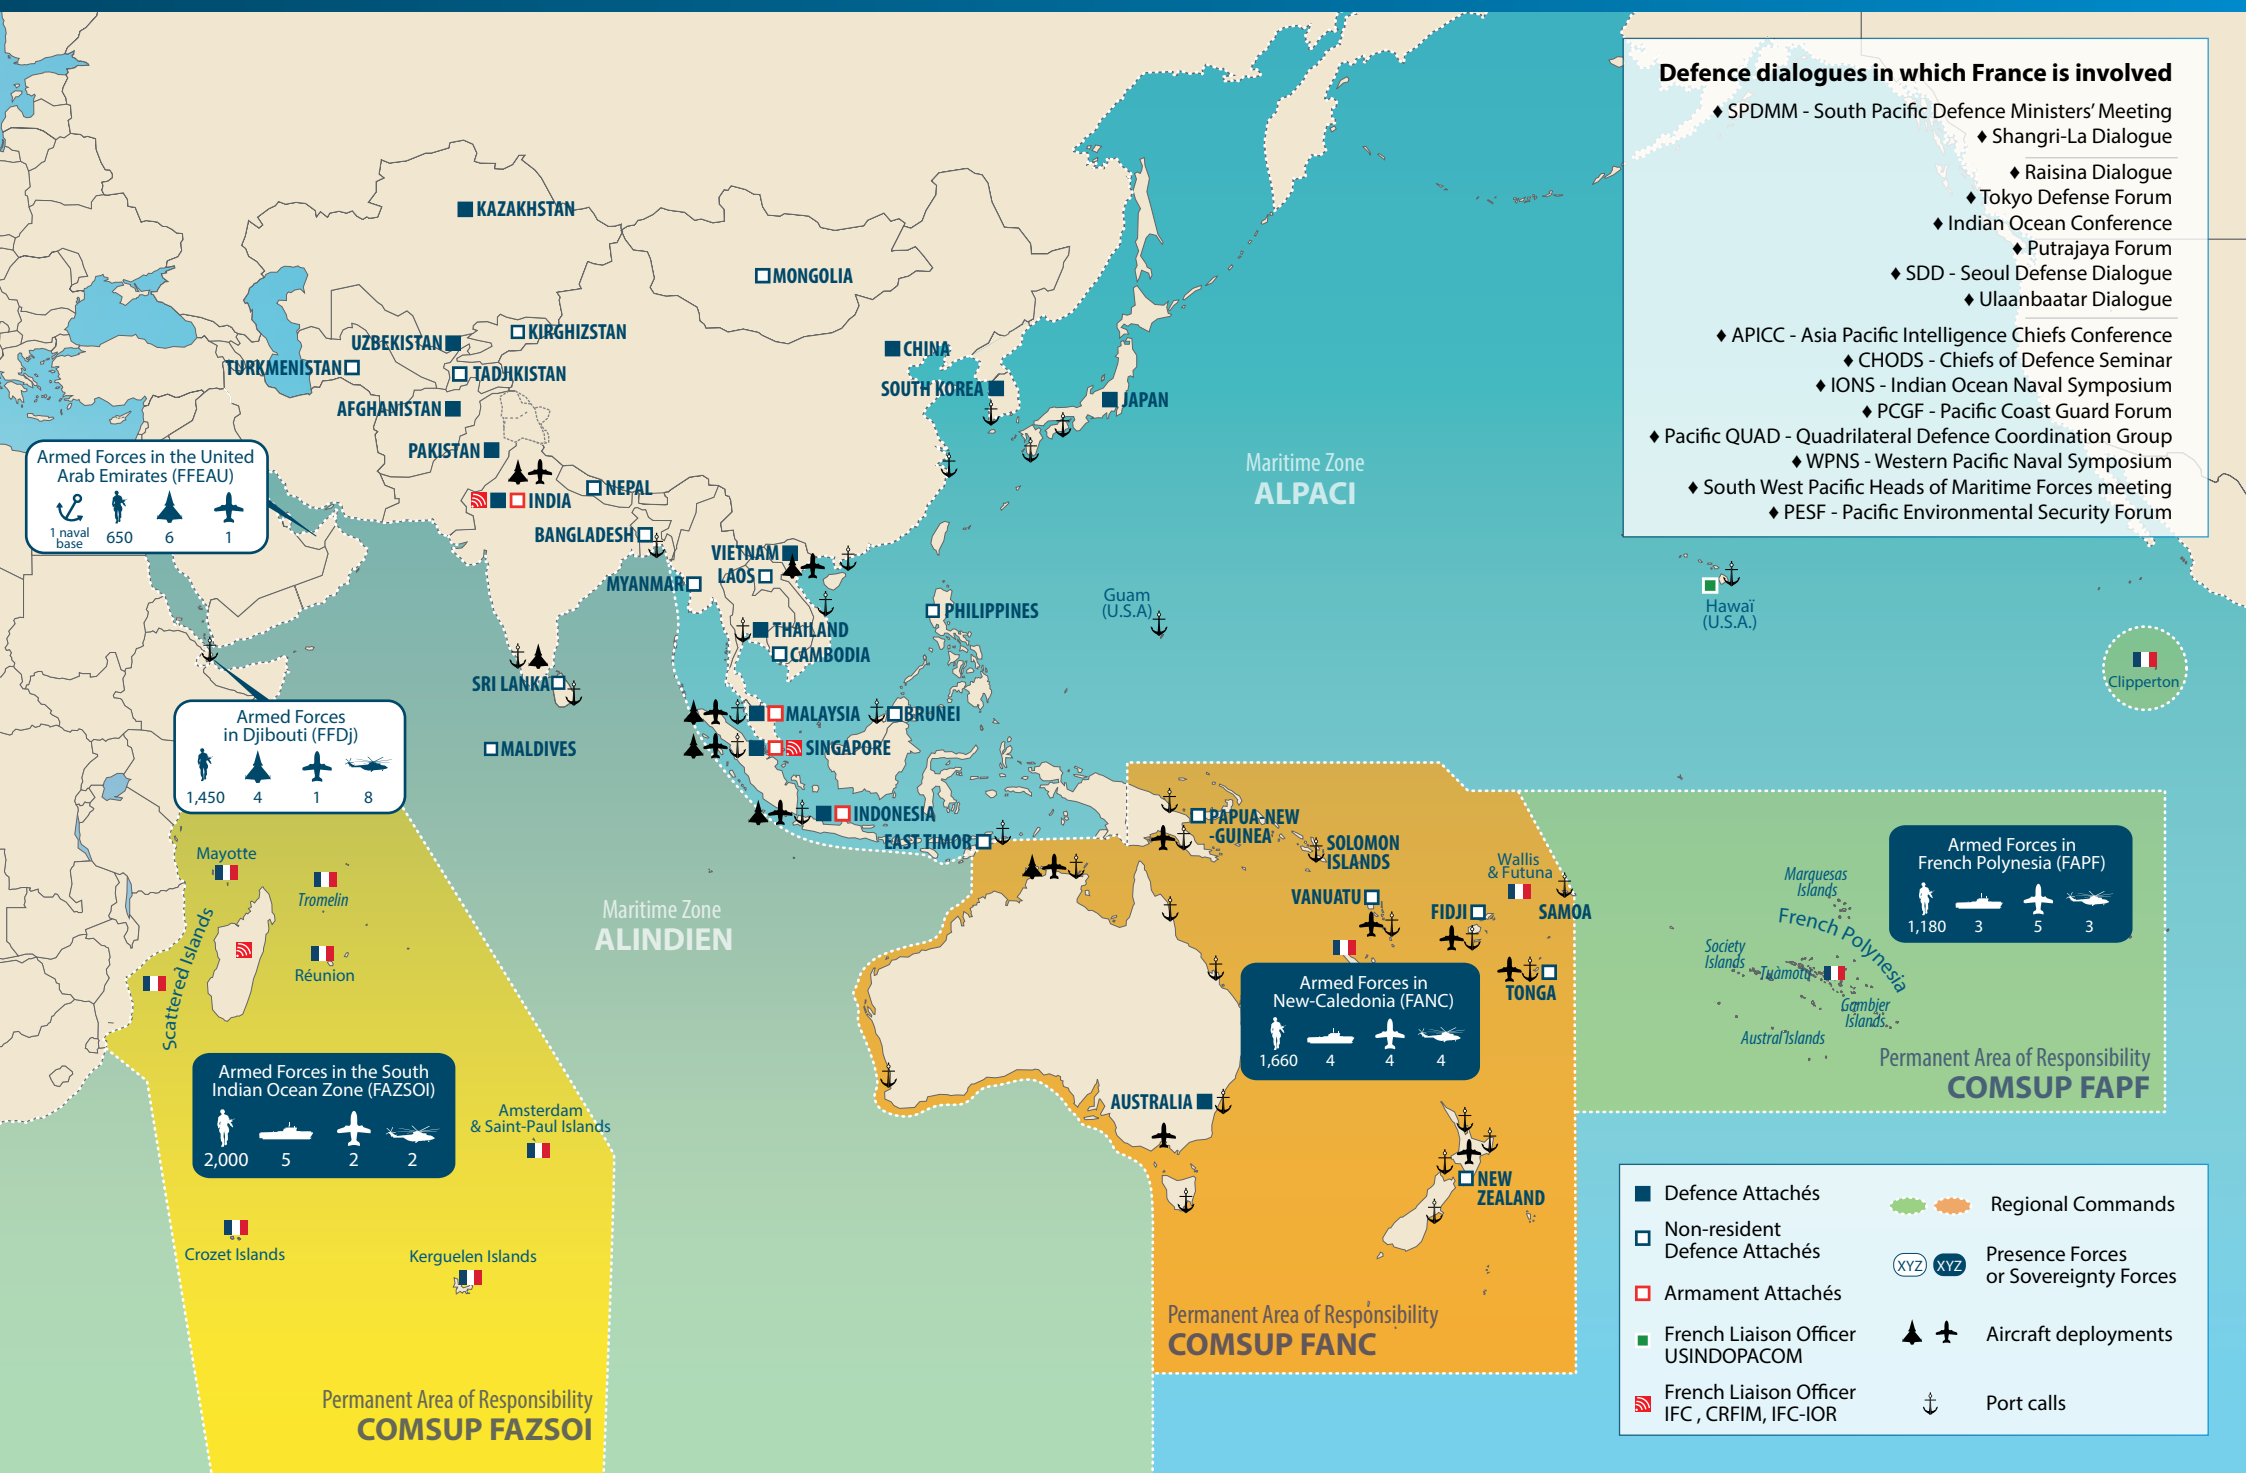 Defence dialogues in which France is involved
♦ SPDMM - South Pacific Defence Ministers’ Meeting
♦ Shangri-La Dialogue
♦ Raisina Dialogue
♦ Tokyo Defense Forum
♦ Indian Ocean Conference
♦ Putrajaya Forum
♦ SDD - Seoul Defense Dialogue
♦ Ulaanbaatar Dialogue
♦ APICC - Asia Pacific Intelligence Chiefs Conference
♦ CHODS - Chiefs of Defence Seminar
♦ IONS - Indian Ocean Naval Symposium
♦ PCGF - Pacific Coast Guard Forum
♦ Pacific QUAD - Quadrilateral Defence Coordination Group
♦ WPNS - Western Pacific Naval Symposium
♦ South West Pacific Heads of Maritime Forces meeting
♦ PESF - Pacific Environmental Security Forum
KAZAKHSTAN
MONGOLIA
KIRGHIZSTAN
UZBEKISTAN
TURKMENISTAN
TADJIKISTAN
CHINA
SOUTH KOREA
JAPAN
AFGHANISTAN
PAKISTAN
Armed Forces in the United
Arab Emirates (FFEAU)
1 naval
base
650
6
1
INDIA
NEPAL
BANGLADESH
VIETNAM
LAOS
MYANMAR
Maritime Zone
ALPACI
PHILIPPINES
Guam
(U.S.A)
Hawaï
(U.S.A.)
THAILAND
CAMBODIA
SRI LANKA
Clipperton
MALAYSIA
BRUNEI
SINGAPORE
MALDIVES
Armed Forces
in Djibouti (FFDj)
1,450
4
1
8
INDONESIA
EAST TIMOR
PAPUA-NEW
-GUINEA
SOLOMON
ISLANDS
Mayotte
Tromelin
Scattered Islands
Réunion
Maritime Zone
ALINDIEN
VANUATU
FIDJI
Wallis
& Futuna
SAMOA
TONGA
Armed Forces in
French Polynesia (FAPF)
1,180
3
5
3
Marquesas
Islands
French Polynesia
Society
Islands
Tuamotu
Gambier
Islands
Austral Islands
Permanent Area of Responsibility
COMSUP FAPF
Armed Forces in
New-Caledonia (FANC)
1,660
4
4
4
Armed Forces in the South
Indian Ocean Zone (FAZSOI)
2,000
5
2
2
Amsterdam
& Saint-Paul Islands
AUSTRALIA
NEW
ZEALAND
Crozet Islands
Kerguelen Islands
Permanent Area of Responsibility
COMSUP FANC
Permanent Area of Responsibility
COMSUP FAZSOI
Defence Attachés
Non-resident
Defence Attachés
Armament Attachés
French Liaison Officer
USINDOPACOM
French Liaison Officer
IFC , CRFIM, IFC-IOR
Regional Commands
XYZ XYZ
Presence Forces
or Sovereignty Forces
Aircraft deployments
Port calls